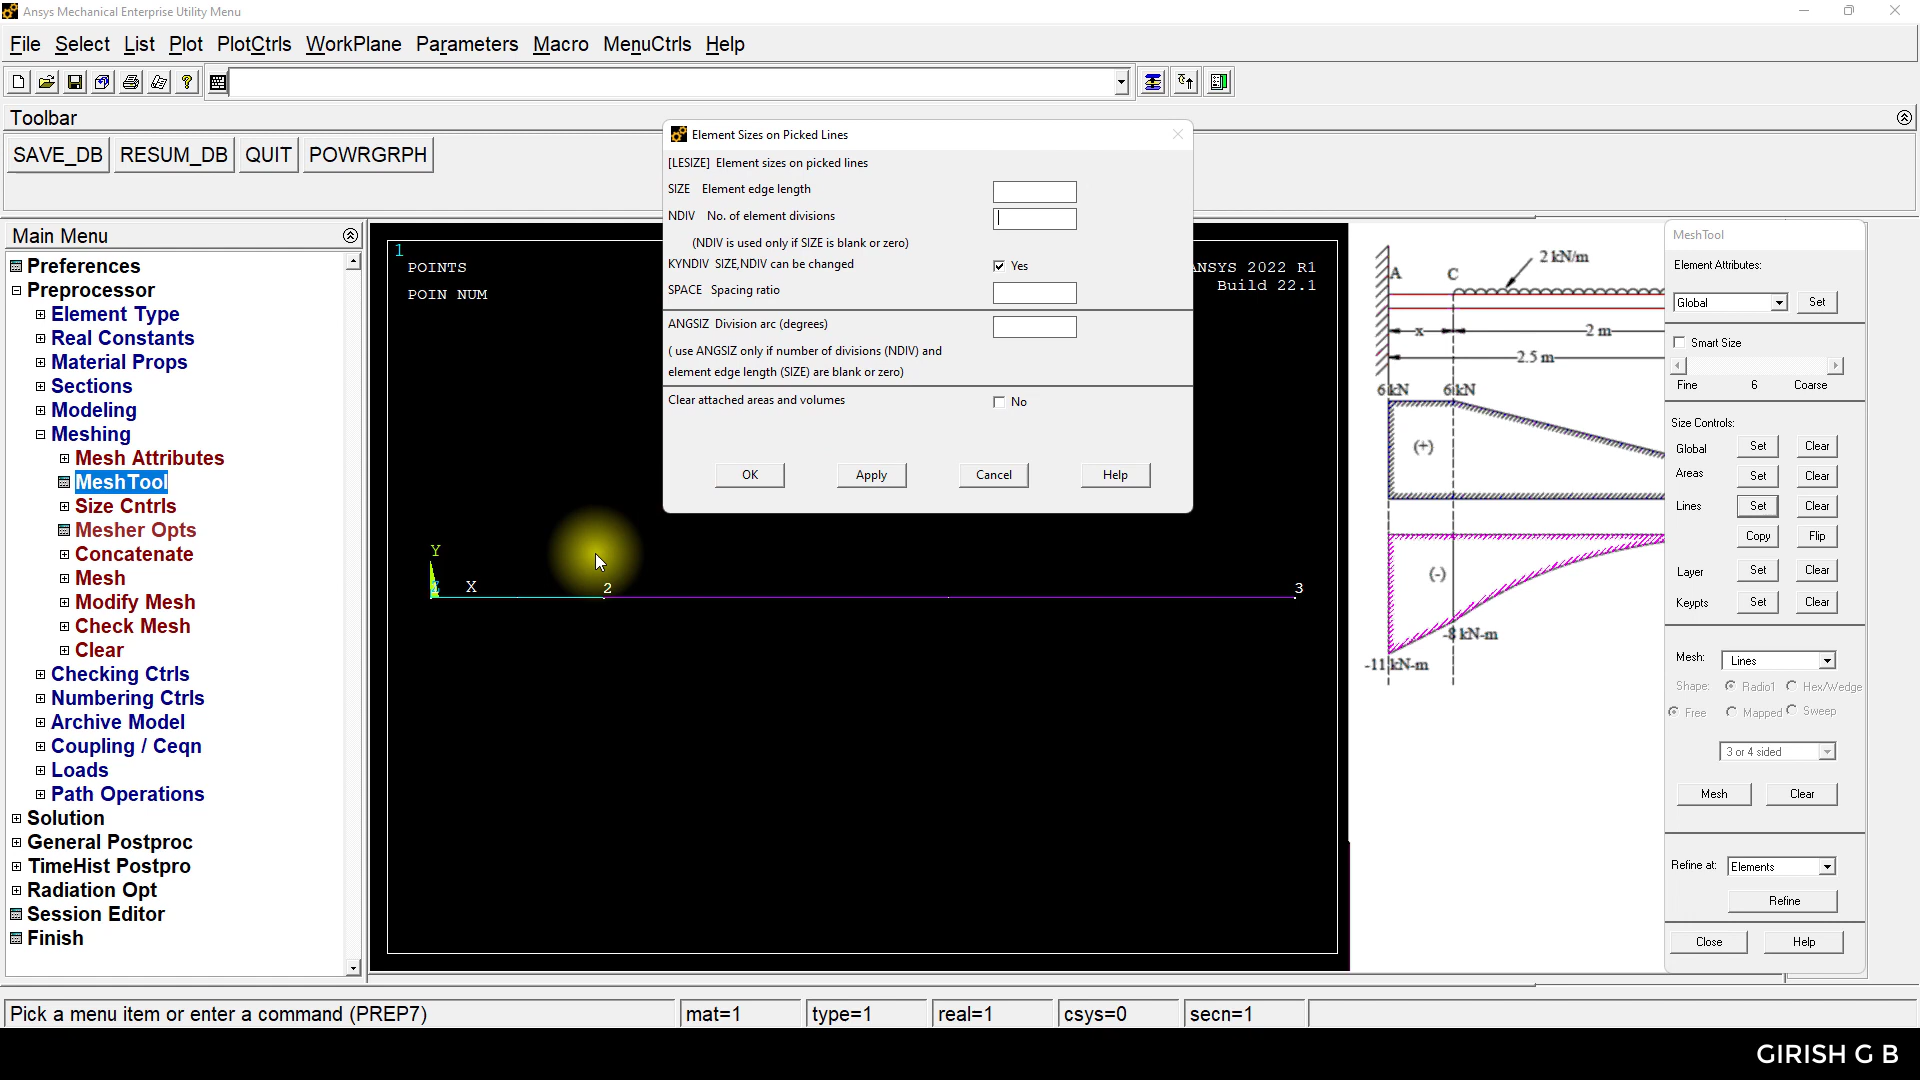 Ansys Mechanical Enterprise Utility Menu
File Select List Plot PlotCtrls WorkPlane Parameters Macro MenuCtrls Help
Toolbar
SAVE_DB RESUM_DB QUIT POWRGRPH
Main Menu
Preferences
Preprocessor
Element Type
Real Constants
Material Props
Sections
Modeling
Meshing
Mesh Attributes
MeshTool
Size Cntrls
Mesher Opts
Concatenate
Mesh
Modify Mesh
Check Mesh
Clear
Checking Ctrls
Numbering Ctrls
Archive Model
Coupling / Ceqn
Loads
Path Operations
Solution
General Postproc
TimeHist Postpro
Radiation Opt
Session Editor
Finish
1
POINTS
POIN NUM
ANSYS 2022 R1
Build 22.1
Y
X
2
3
Element Sizes on Picked Lines
[LESIZE] Element sizes on picked lines
SIZE Element edge length
NDIV No. of element divisions
(NDIV is used only if SIZE is blank or zero)
KYNDIV SIZE,NDIV can be changed Yes
SPACE Spacing ratio
ANGSIZ Division arc (degrees)
( use ANGSIZ only if number of divisions (NDIV) and
element edge length (SIZE) are blank or zero)
Clear attached areas and volumes No
OK Apply Cancel Help
2 kN/m
A C
x 2 m
2.5 m
6 kN 6 kN
(+)
(-)
-8 kN-m
-11 kN-m
MeshTool
Element Attributes:
Global Set
Smart Size
Fine 6 Coarse
Size Controls:
Global Set Clear
Areas Set Clear
Lines Set Clear
Copy Flip
Layer Set Clear
Keypts Set Clear
Mesh: Lines
Shape: Radio1 Hex/Wedge
Free Mapped Sweep
3 or 4 sided
Mesh Clear
Refine at: Elements
Refine
Close Help
Pick a menu item or enter a command (PREP7) mat=1 type=1 real=1 csys=0 secn=1
GIRISH G B